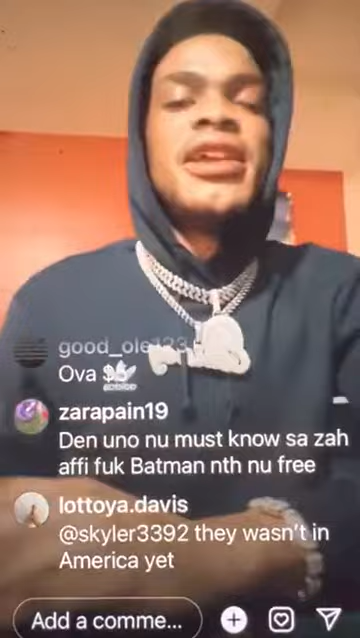 good_ole123
Ova $$
zarapain19
Den uno nu must know sa zah
affi fuk Batman nth nu free
lottoya.davis
@skyler3392 they wasn't in
America yet
Add a comme...